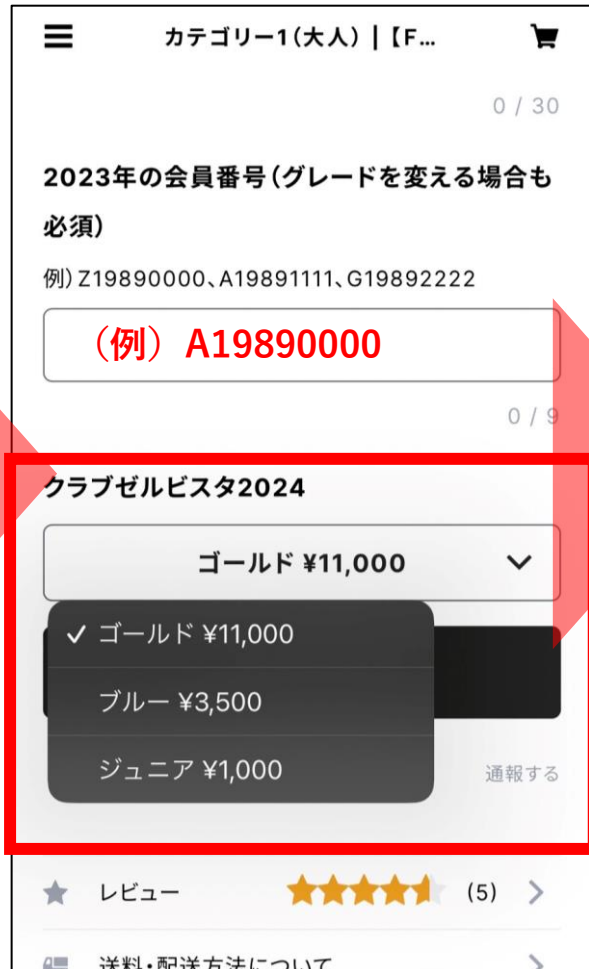 カテゴリー1(大人) | 【F...
0 / 30
2023年の会員番号(グレードを変える場合も
必須)
例) Z19890000、A19891111、G19892222
（例）A19890000
0 / 9
クラブゼルビスタ2024
ゴールド ¥11,000
✓ ゴールド ¥11,000
ブルー ¥3,500
ジュニア ¥1,000
通報する
レビュー
(5)
送料・配送方法について